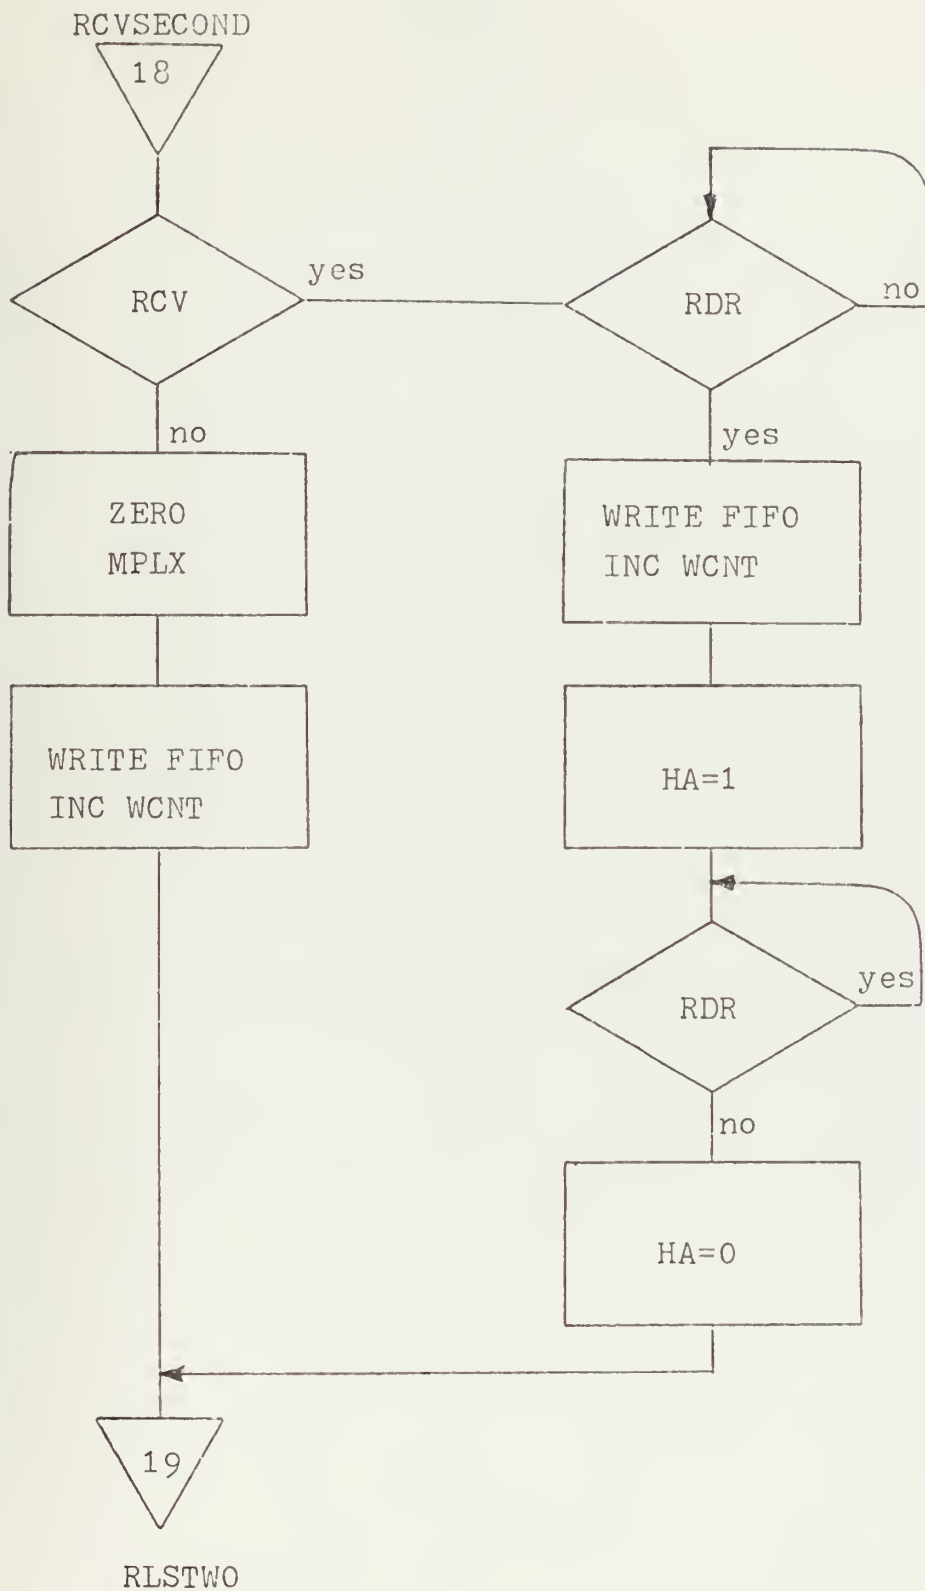 RCVSECOND
18
RCV
yes
RDR
no
no
yes
ZERO
MPLX
WRITE FIFO
INC WCNT
WRITE FIFO
INC WCNT
HA=1
RDR
yes
no
HA=0
19
RLSTWO